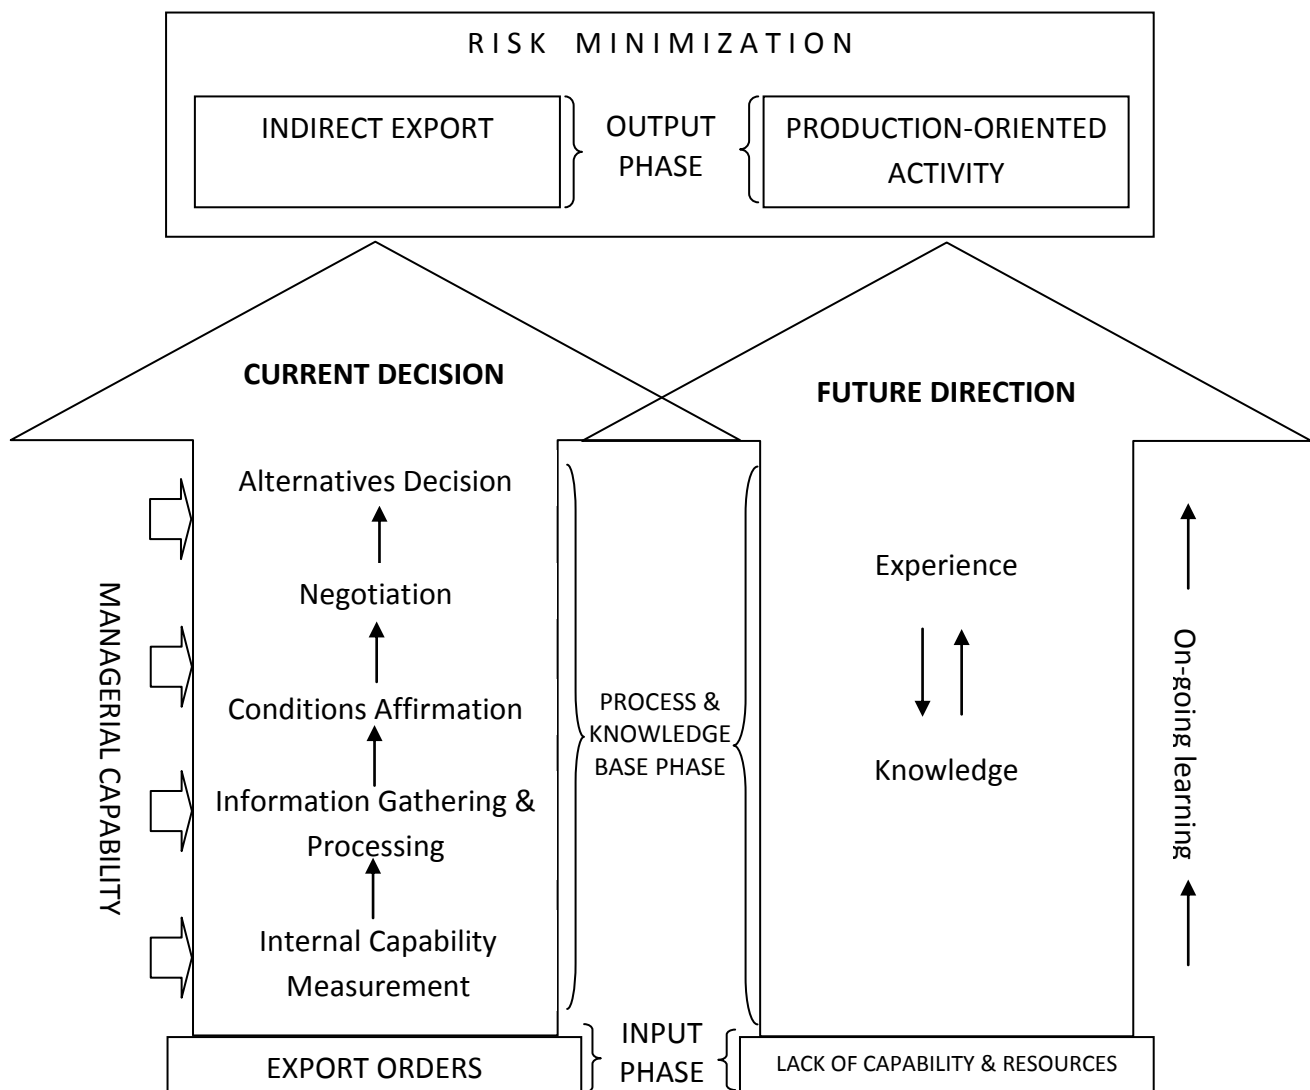 RISK MINIMIZATION
INDIRECT EXPORT
OUTPUT
PHASE
PRODUCTION-ORIENTED
ACTIVITY
CURRENT DECISION
FUTURE DIRECTION
Alternatives Decision
Negotiation
Conditions Affirmation
Information Gathering &
Processing
Internal Capability
Measurement
MANAGERIAL CAPABILITY
PROCESS &
KNOWLEDGE
BASE PHASE
Experience
Knowledge
On-going learning
EXPORT ORDERS
INPUT
PHASE
LACK OF CAPABILITY & RESOURCES